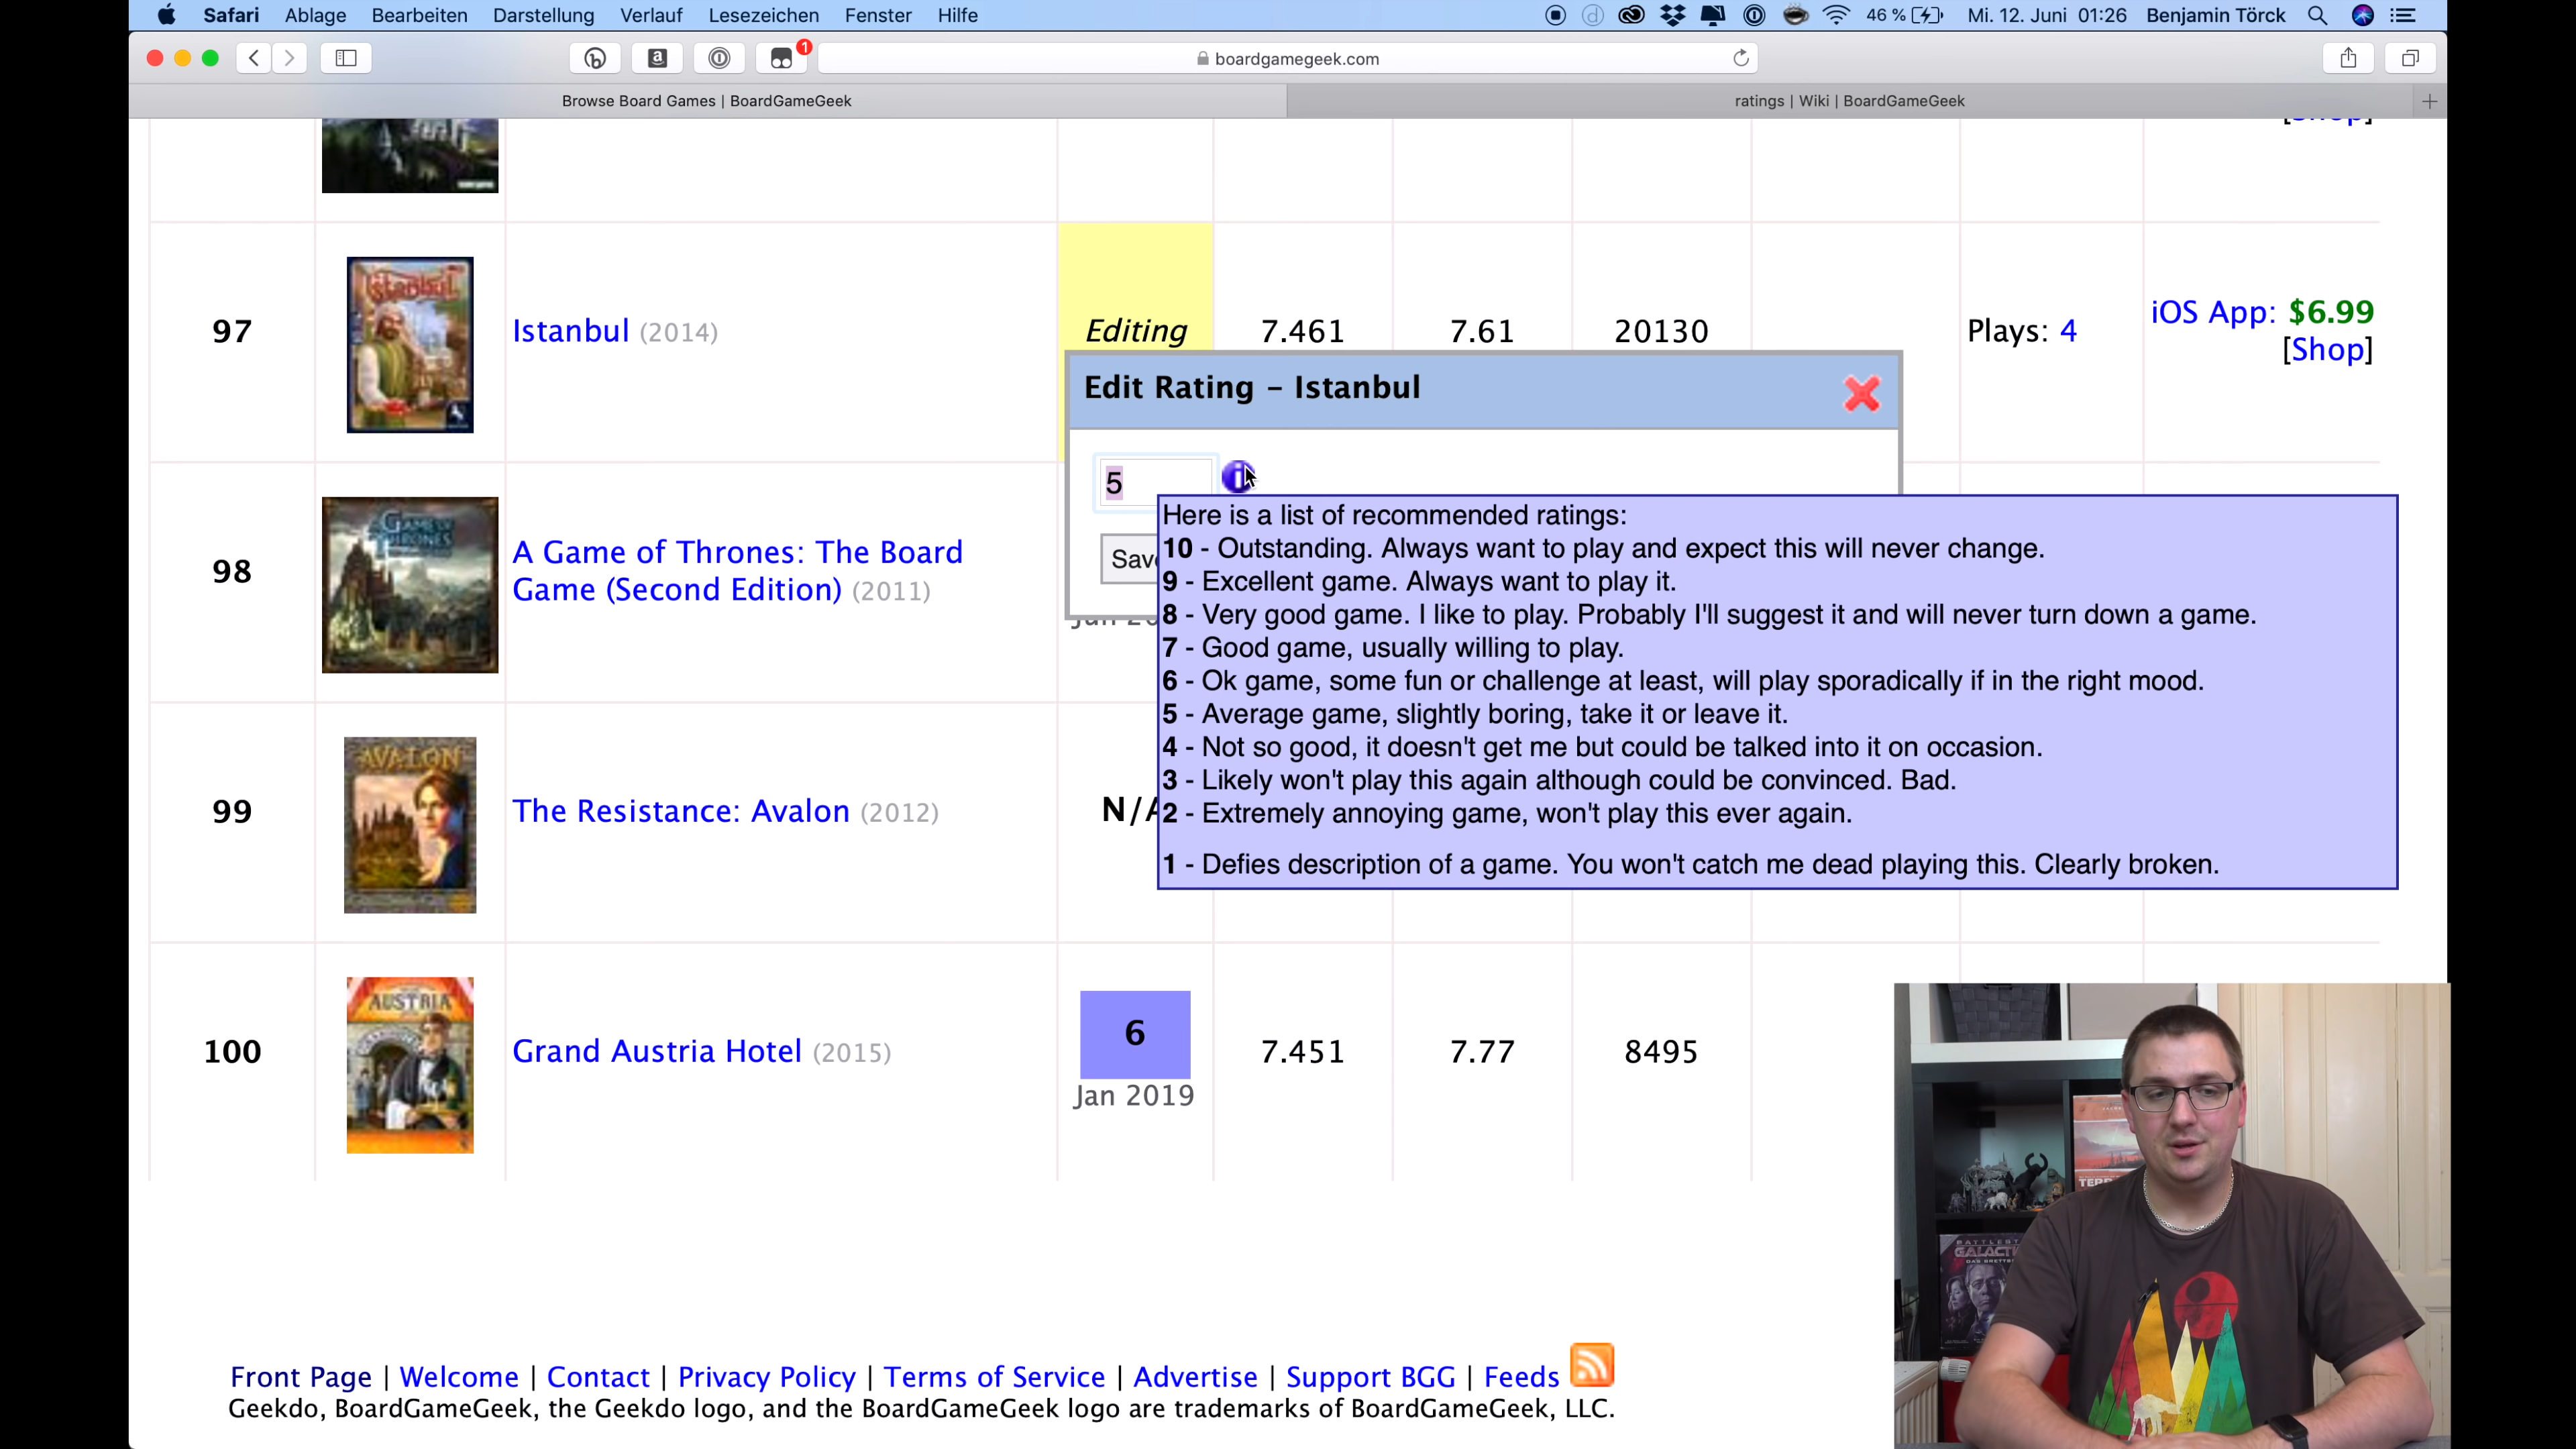 Safari Ablage Bearbeiten Darstellung Verlauf Lesezeichen Fenster Hilfe 46 % Mi. 12. Juni 01:26 Benjamin Törck
1
boardgamegeek.com
Browse Board Games | BoardGameGeek
ratings | Wiki | BoardGameGeek
[Shop]
97
Istanbul
Istanbul (2014)
Editing
7.461
7.61
20130
Plays: 4
iOS App: $6.99
[Shop]
Edit Rating – Istanbul
5
Here is a list of recommended ratings:
10 - Outstanding. Always want to play and expect this will never change.
9 - Excellent game. Always want to play it.
8 - Very good game. I like to play. Probably I'll suggest it and will never turn down a game.
7 - Good game, usually willing to play.
6 - Ok game, some fun or challenge at least, will play sporadically if in the right mood.
5 - Average game, slightly boring, take it or leave it.
4 - Not so good, it doesn't get me but could be talked into it on occasion.
3 - Likely won't play this again although could be convinced. Bad.
2 - Extremely annoying game, won't play this ever again.
1 - Defies description of a game. You won't catch me dead playing this. Clearly broken.
98
GAME OF
THRONES
A Game of Thrones: The Board
Game (Second Edition) (2011)
99
AVALON
The Resistance: Avalon (2012)
N/A
100
AUSTRIA
Grand Austria Hotel (2015)
6
Jan 2019
7.451
7.77
8495
Front Page | Welcome | Contact | Privacy Policy | Terms of Service | Advertise | Support BGG | Feeds
Geekdo, BoardGameGeek, the Geekdo logo, and the BoardGameGeek logo are trademarks of BoardGameGeek, LLC.